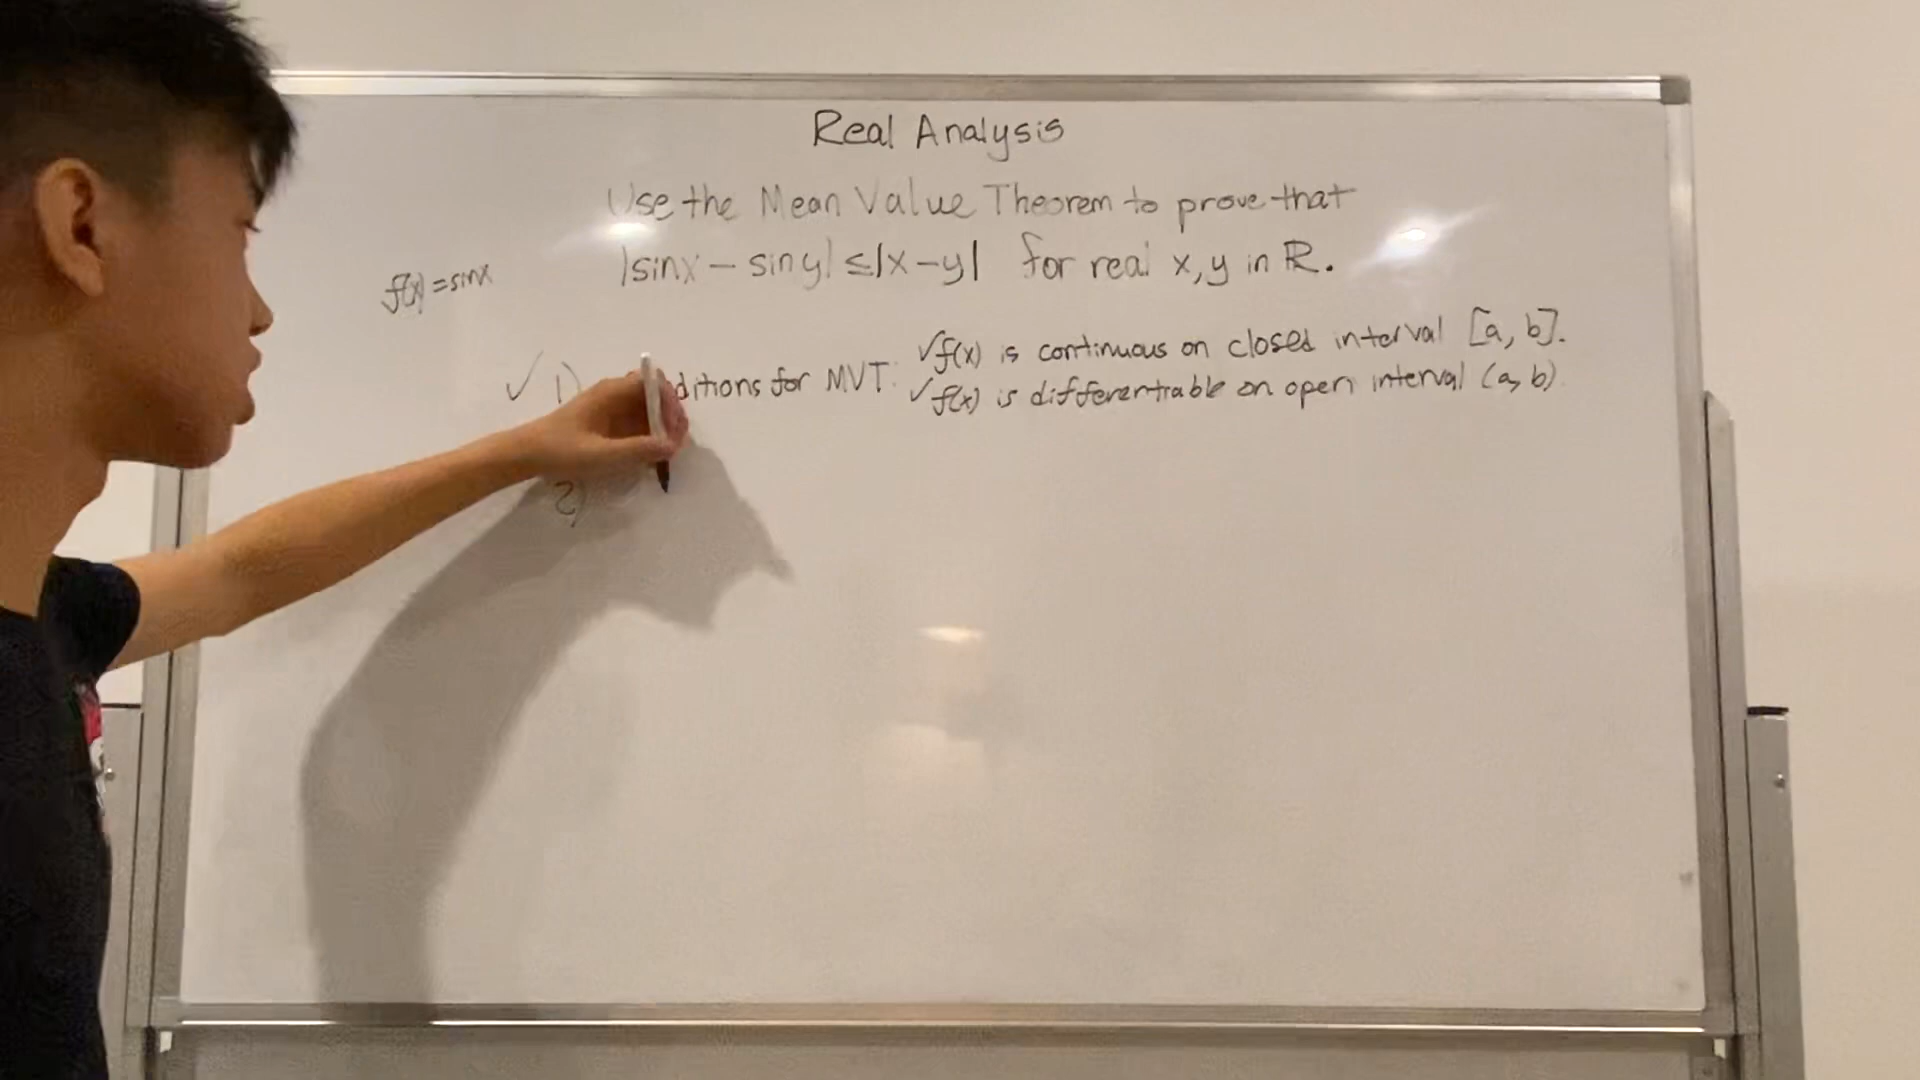 Real Analysis
Use the Mean Value Theorem to prove that
|sinx - siny| ≤ |x-y| for real x, y in ℝ.
f(x) = sinx
✓ 1) ditions for MVT: ✓ f(x) is continuous on closed interval [a, b].
✓ f(x) is differentiable on open interval (a, b)
2)